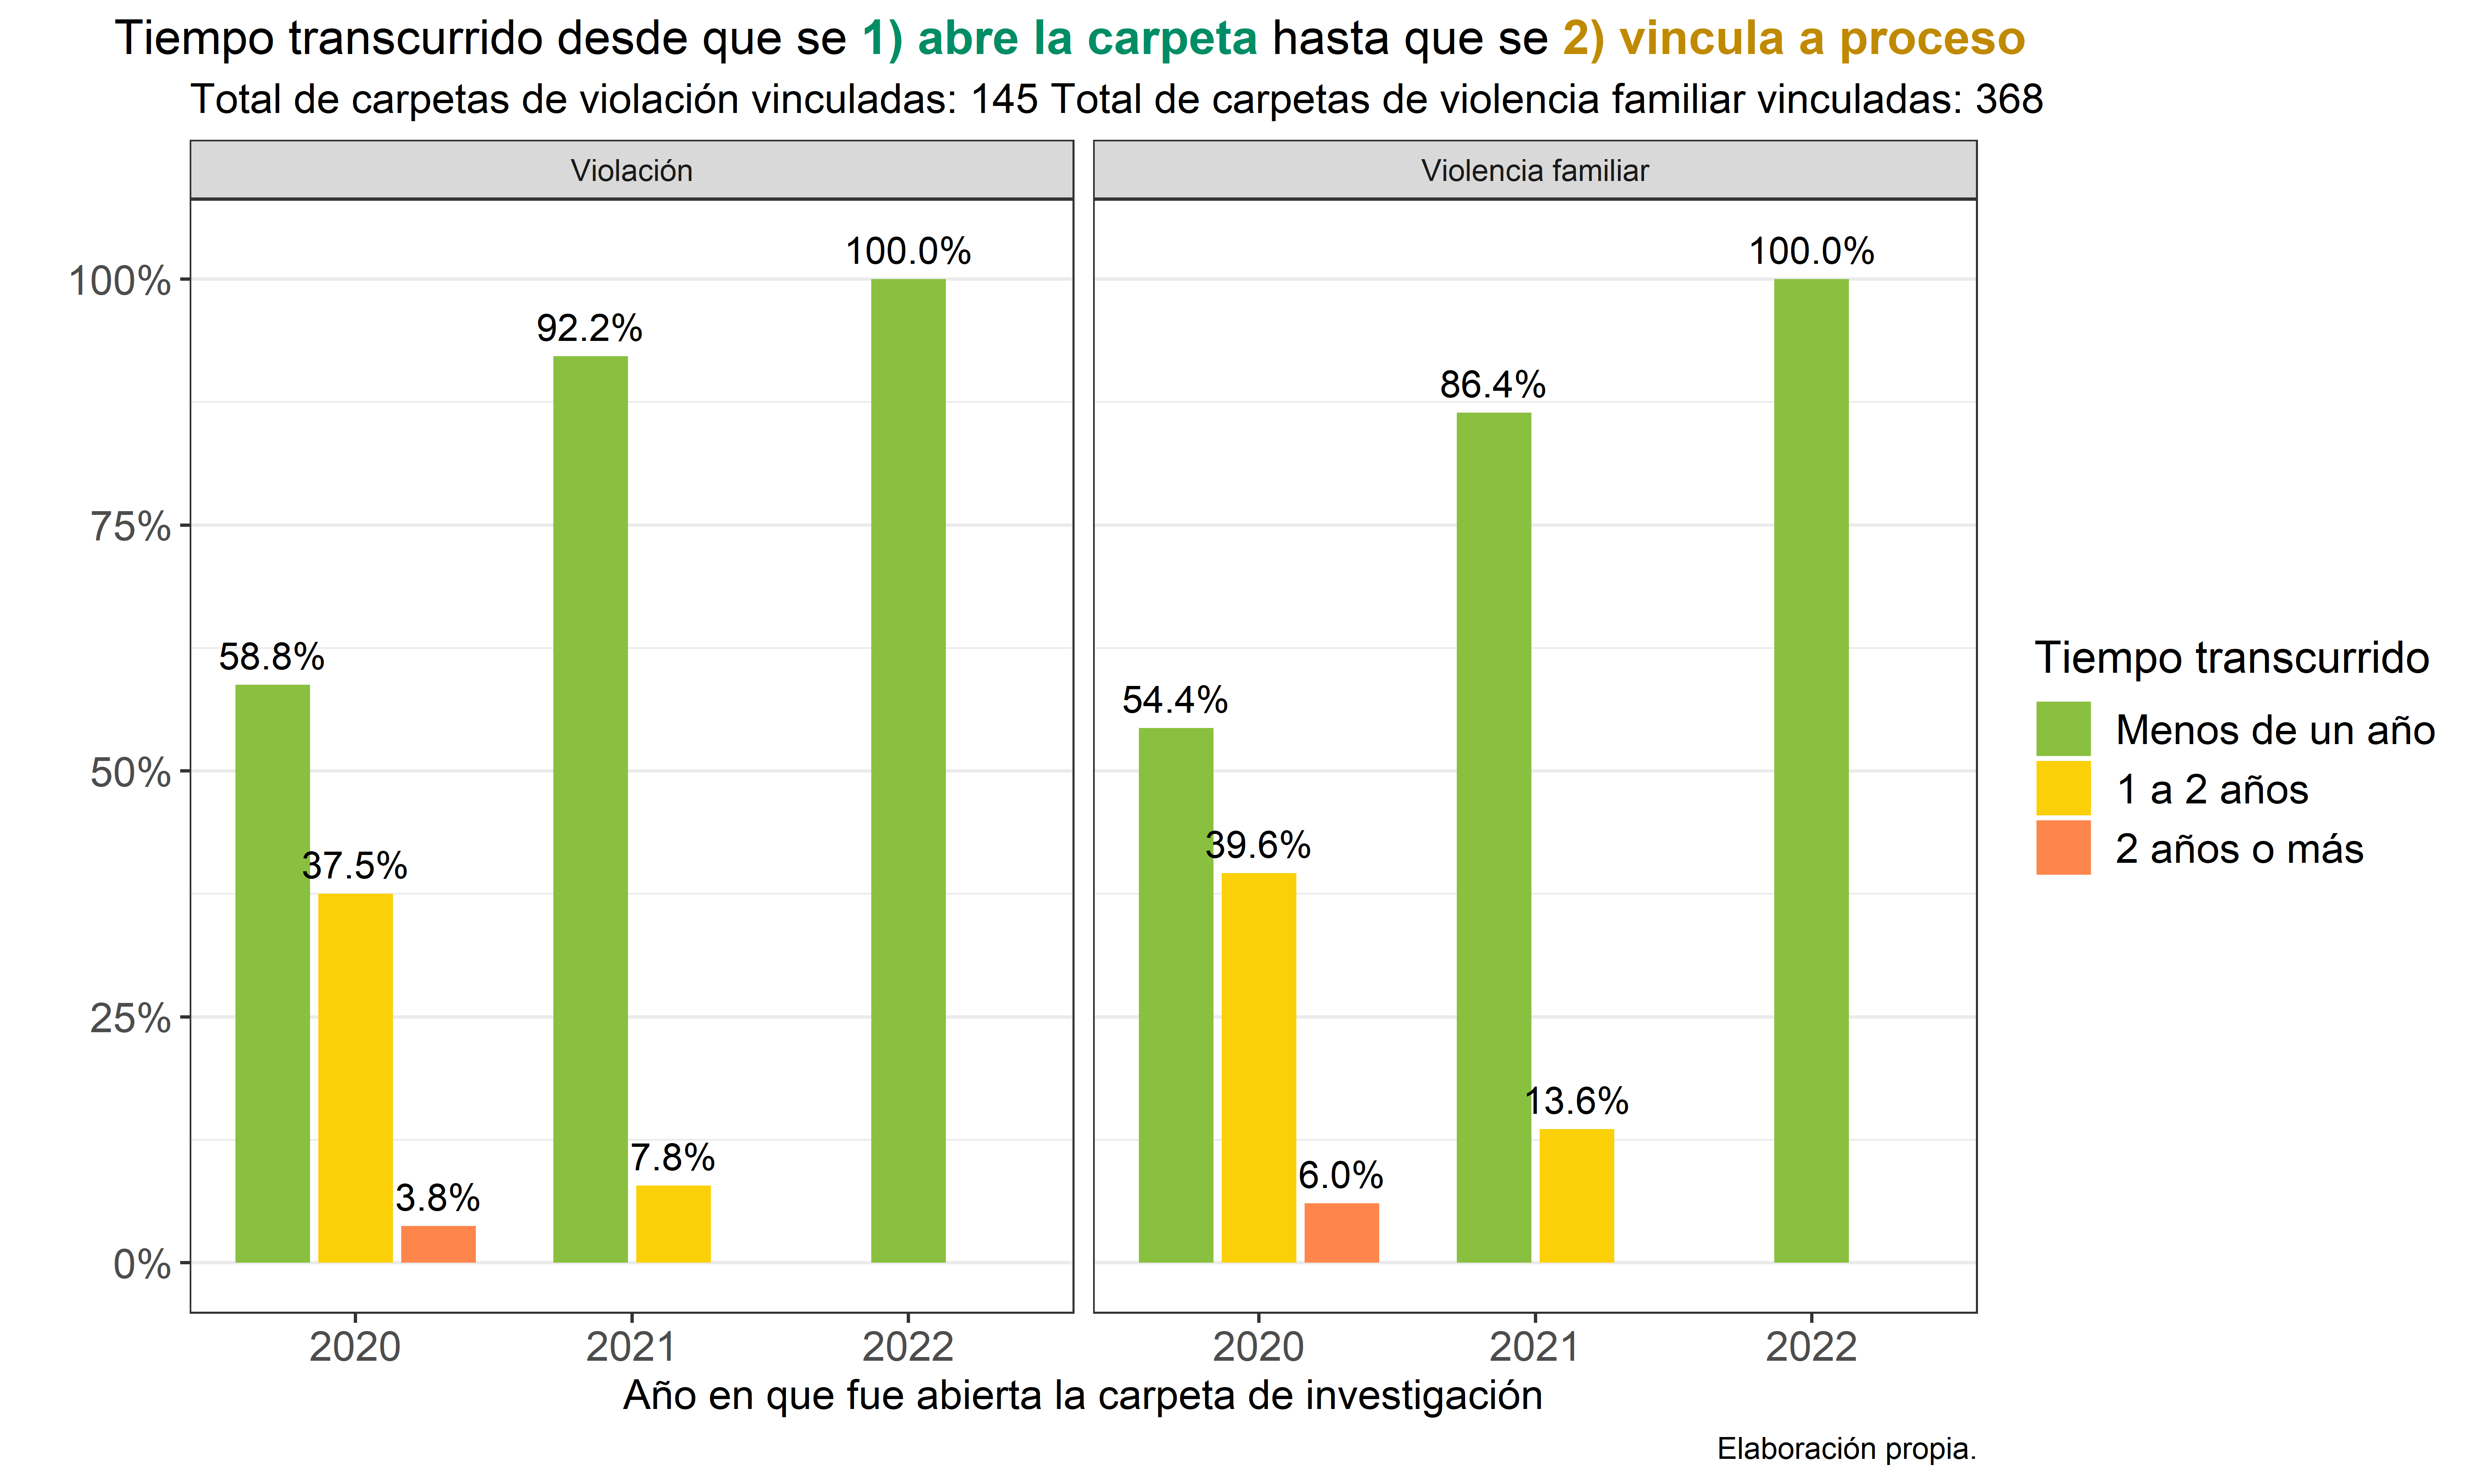 Tiempo transcurrido desde que se 1) abre la carpeta hasta que se 2) vincula a proceso
Total de carpetas de violación vinculadas: 145 Total de carpetas de violencia familiar vinculadas: 368
Violación
Violencia familiar
100%
75%
50%
25%
0%
58.8%
37.5%
3.8%
92.2%
7.8%
100.0%
54.4%
39.6%
6.0%
86.4%
13.6%
100.0%
2020
2021
2022
2020
2021
2022
Año en que fue abierta la carpeta de investigación
Tiempo transcurrido
Menos de un año
1 a 2 años
2 años o más
Elaboración propia.